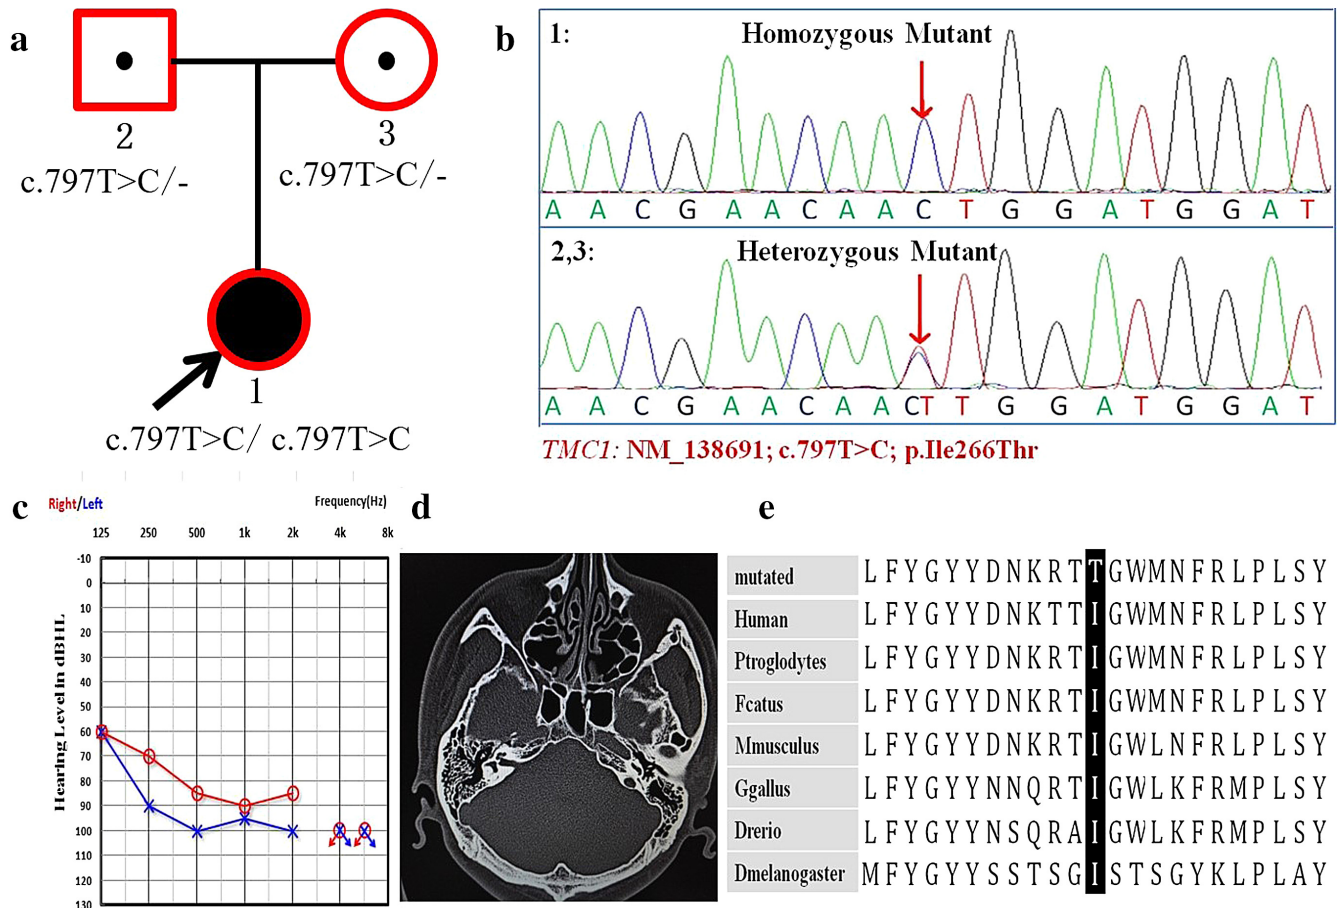 a
2
3
c.797T>C/-
c.797T>C/-
1
c.797T>C/ c.797T>C
b
1: Homozygous Mutant
A A C G A A C A A C T G G A T G G A T
2,3: Heterozygous Mutant
A A C G A A C A A CT T G G A T G G A T
TMC1: NM_138691; c.797T>C; p.Ile266Thr
c
Right/Left Frequency(Hz)
125 250 500 1k 2k 4k 8k
Hearing Level in dBHL
-10
0
10
20
30
40
50
60
70
80
90
100
110
120
130
d
e
mutated LFYGYYDNKRTTGWMNFRLPLSY
Human LFYGYYDNKTTIGWMNFRLPLSY
Ptroglodytes LFYGYYDNKRTIGWMNFRLPLSY
Fcatus LFYGYYDNKRTIGWMNFRLPLSY
Mmusculus LFYGYYDNKRTIGWLNFRLPLSY
Ggallus LFYGYYNNQRTIGWLKFRMPLSY
Drerio LFYGYYNSQRAIGWLKFRMPLSY
Dmelanogaster MFYGYYSSTSGISTSGYKLPLAY